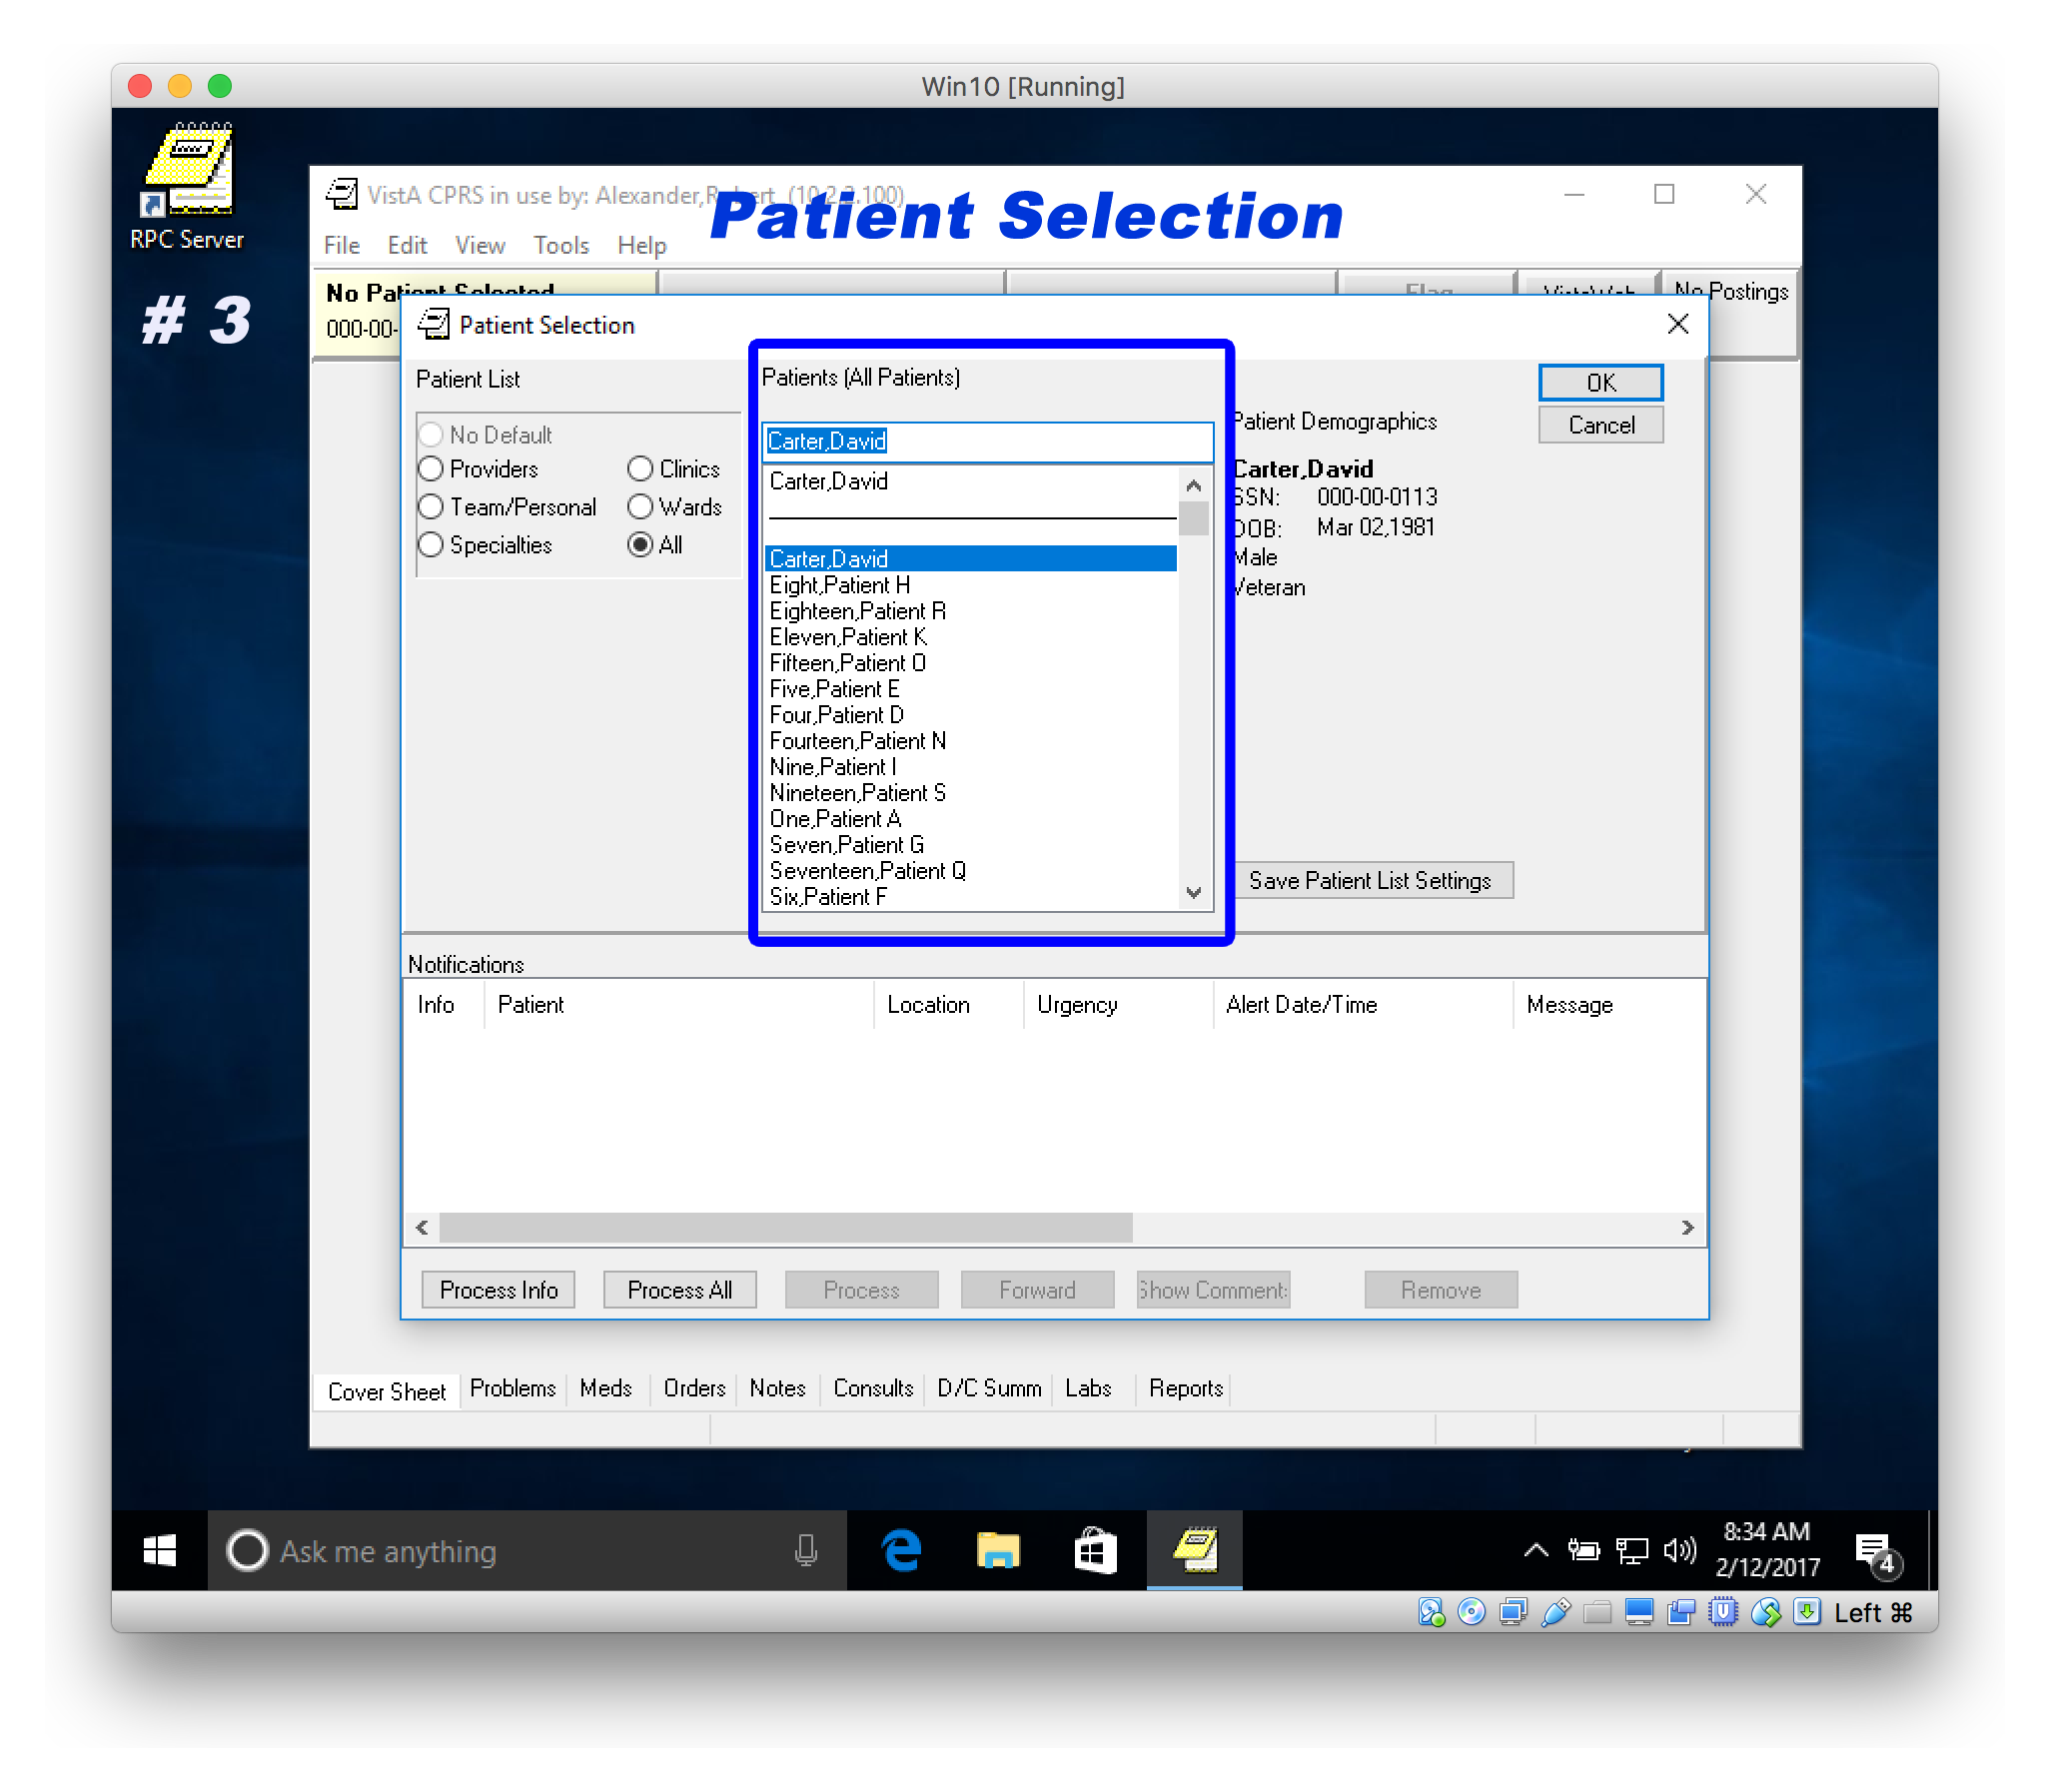 Win10 [Running]
RPC Server
# 3
VistA CPRS in use by: Alexander,Robert (10.2.2.100)
Patient Selection
File Edit View Tools Help
No Patient Selected
000-00-
Flag
VistaWeb
No Postings
Patient Selection
Patient List
No Default
Providers
Clinics
Team/Personal
Wards
Specialties
All
Patients (All Patients)
Carter,David
Carter,David
Carter,David
Eight,Patient H
Eighteen,Patient R
Eleven,Patient K
Fifteen,Patient O
Five,Patient E
Four,Patient D
Fourteen,Patient N
Nine,Patient I
Nineteen,Patient S
One,Patient A
Seven,Patient G
Seventeen,Patient Q
Six,Patient F
OK
Cancel
Patient Demographics
Carter,David
SSN: 000-00-0113
DOB: Mar 02,1981
Male
Veteran
Save Patient List Settings
Notifications
Info Patient Location Urgency Alert Date/Time Message
Process Info Process All Process Forward Show Comments Remove
Cover Sheet Problems Meds Orders Notes Consults D/C Summ Labs Reports
Ask me anything
8:34 AM
2/12/2017
4
Left ⌘